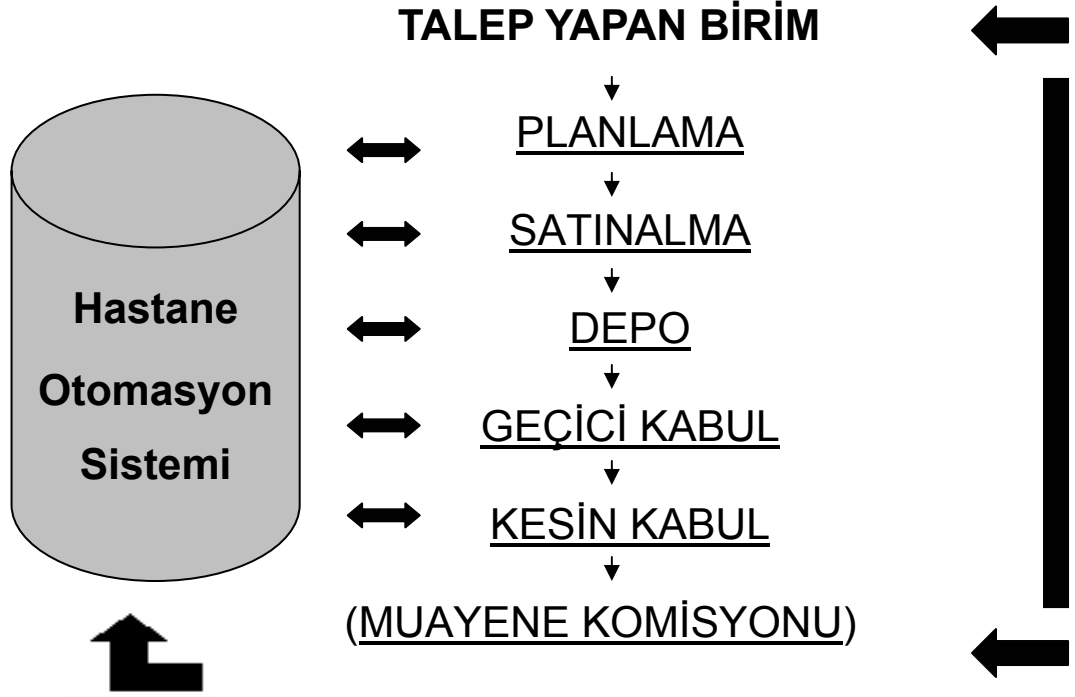 TALEP YAPAN BİRİM
PLANLAMA
SATINALMA
DEPO
GEÇİCİ KABUL
KESİN KABUL
(MUAYENE KOMİSYONU)
Hastane
Otomasyon
Sistemi